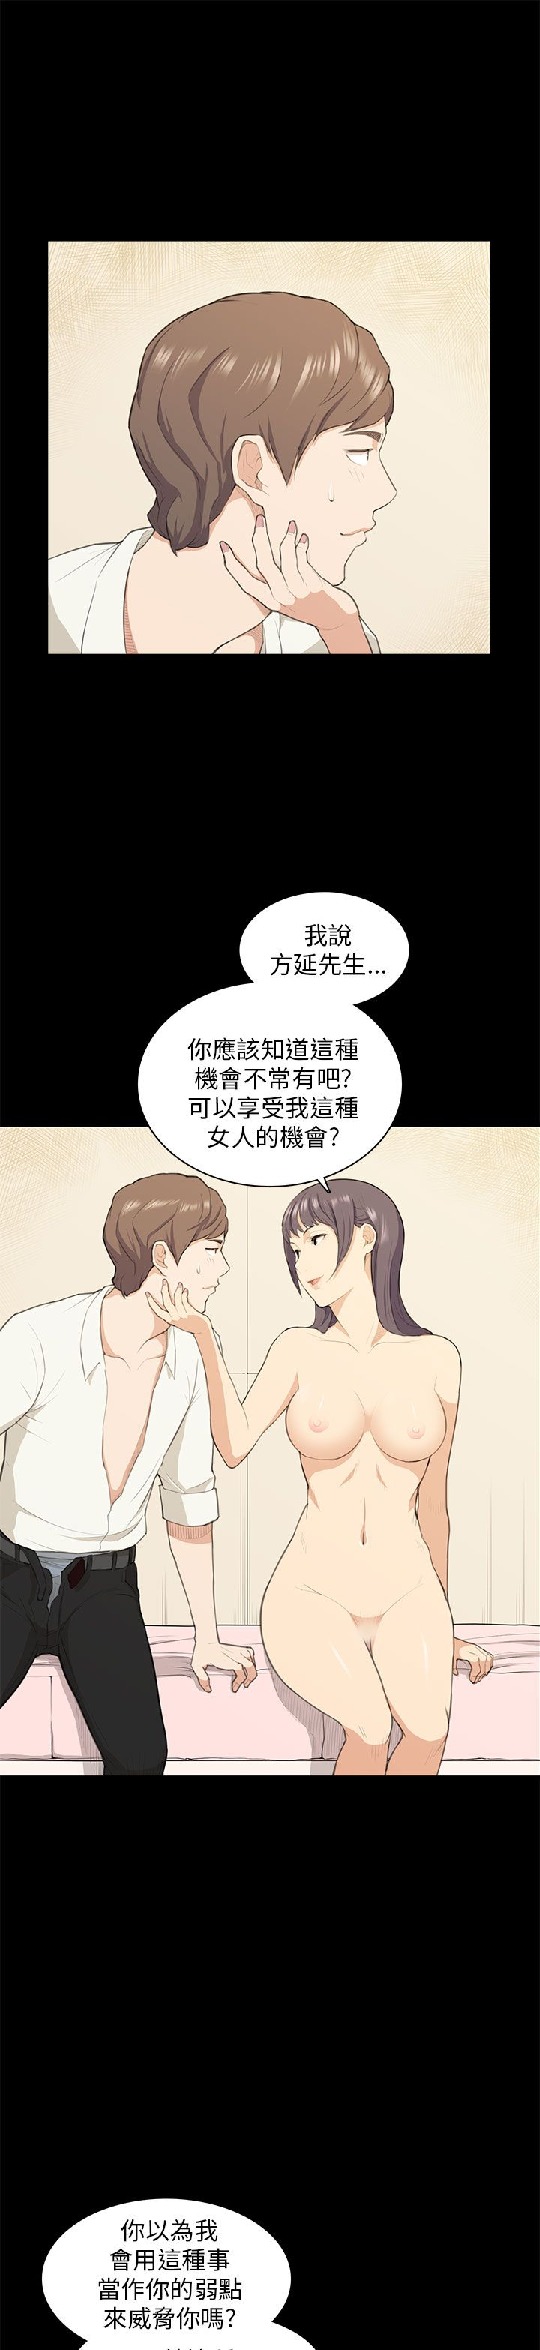 我說
方延先生...
你應該知道這種
機會不常有吧?
可以享受我這種
女人的機會?
你以為我
會用這種事
當作你的弱點
來威脅你嗎?